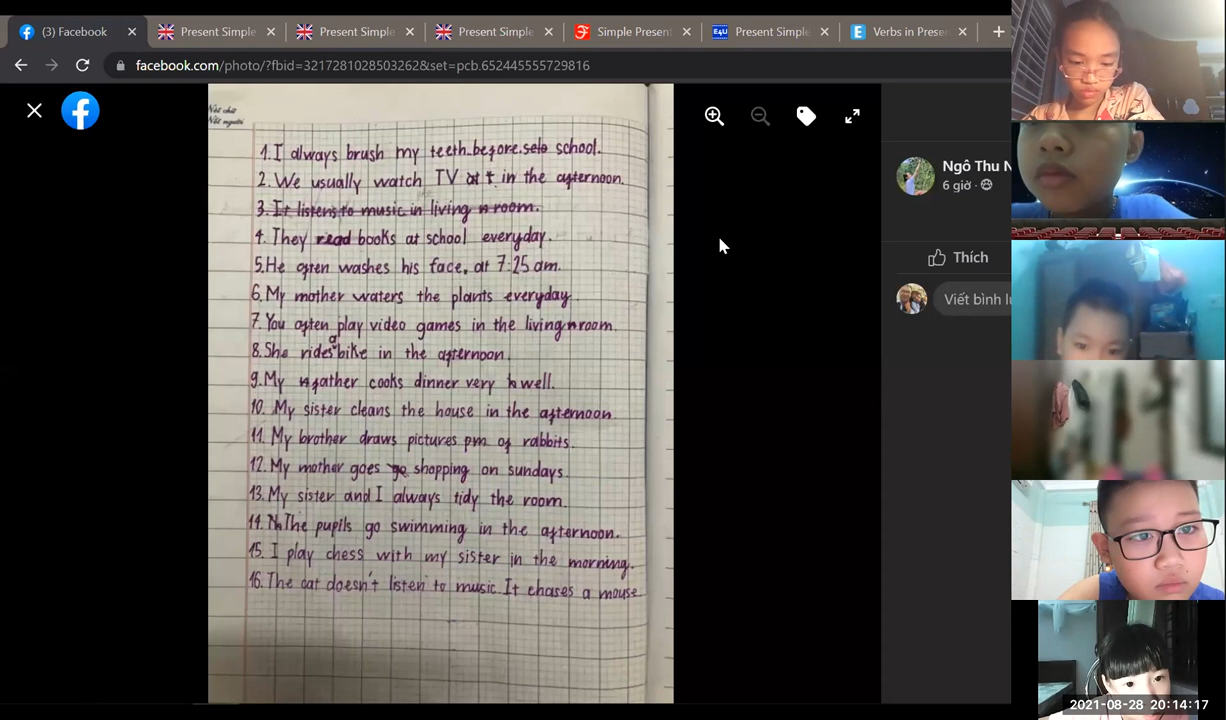 (3) Facebook
Present Simple
Present Simple
Present Simple
Simple Present
Present Simple
Verbs in Present
facebook.com/photo/?fbid=3217281028503262&set=pcb.652445555729816
Nét chữ
Nết người
1. I always brush my teeth before school.
2. We usually watch TV in the afternoon.
3. It listens to music in living room.
4. They read books at school everyday.
5. He often washes his face, at 7:25 am.
6. My mother waters the plants everyday.
7. You often play video games in the living room.
8. She rides a bike in the afternoon.
9. My father cooks dinner very well.
10. My sister cleans the house in the afternoon.
11. My brother draws pictures of rabbits.
12. My mother goes shopping on sundays.
13. My sister and I always tidy the room.
14. The pupils go swimming in the afternoon.
15. I play chess with my sister in the morning.
16. The cat doesn't listen to music. It chases a mouse
Ngô Thu N
6 giờ
Thích
Viết bình lu
2021-08-28 20:14:17